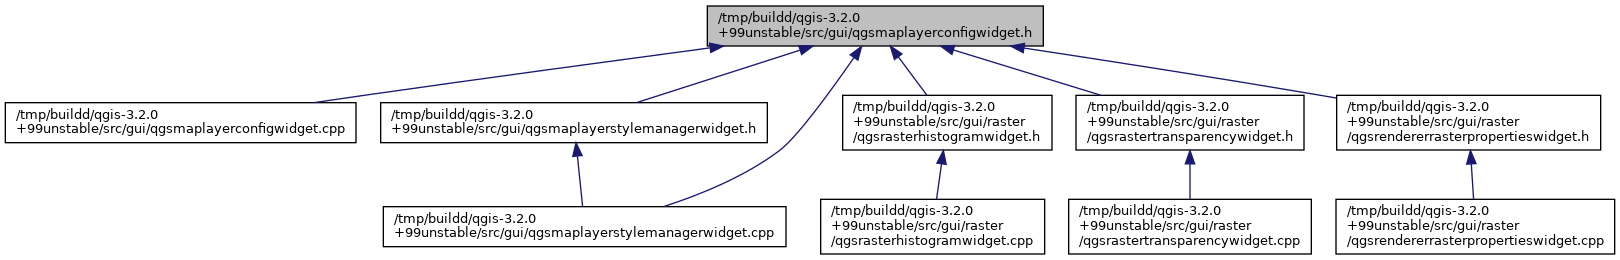 /tmp/buildd/qgis-3.2.0
+99unstable/src/gui/qgsmaplayerconfigwidget.h
/tmp/buildd/qgis-3.2.0
+99unstable/src/gui/qgsmaplayerconfigwidget.cpp
/tmp/buildd/qgis-3.2.0
+99unstable/src/gui/qgsmaplayerstylemanagerwidget.h
/tmp/buildd/qgis-3.2.0
+99unstable/src/gui/raster
/qgsrasterhistogramwidget.h
/tmp/buildd/qgis-3.2.0
+99unstable/src/gui/raster
/qgsrastertransparencywidget.h
/tmp/buildd/qgis-3.2.0
+99unstable/src/gui/raster
/qgsrendererrasterpropertieswidget.h
/tmp/buildd/qgis-3.2.0
+99unstable/src/gui/qgsmaplayerstylemanagerwidget.cpp
/tmp/buildd/qgis-3.2.0
+99unstable/src/gui/raster
/qgsrasterhistogramwidget.cpp
/tmp/buildd/qgis-3.2.0
+99unstable/src/gui/raster
/qgsrastertransparencywidget.cpp
/tmp/buildd/qgis-3.2.0
+99unstable/src/gui/raster
/qgsrendererrasterpropertieswidget.cpp